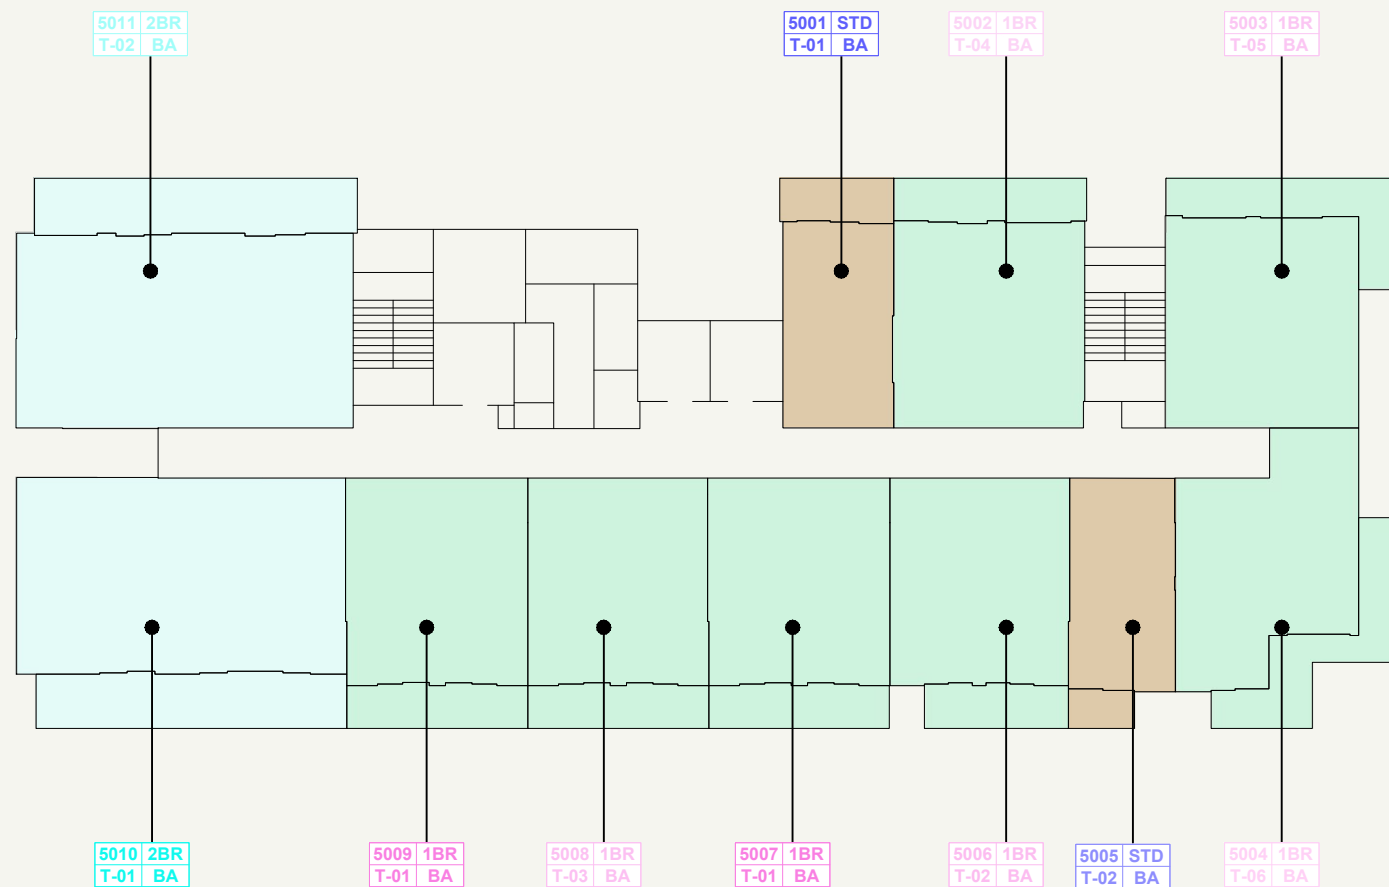 5011 2BR
T-02 BA
5001 STD
T-01 BA
5002 1BR
T-04 BA
5003 1BR
T-05 BA
5010 2BR
T-01 BA
5009 1BR
T-01 BA
5008 1BR
T-03 BA
5007 1BR
T-01 BA
5006 1BR
T-02 BA
5005 STD
T-02 BA
5004 1BR
T-06 BA